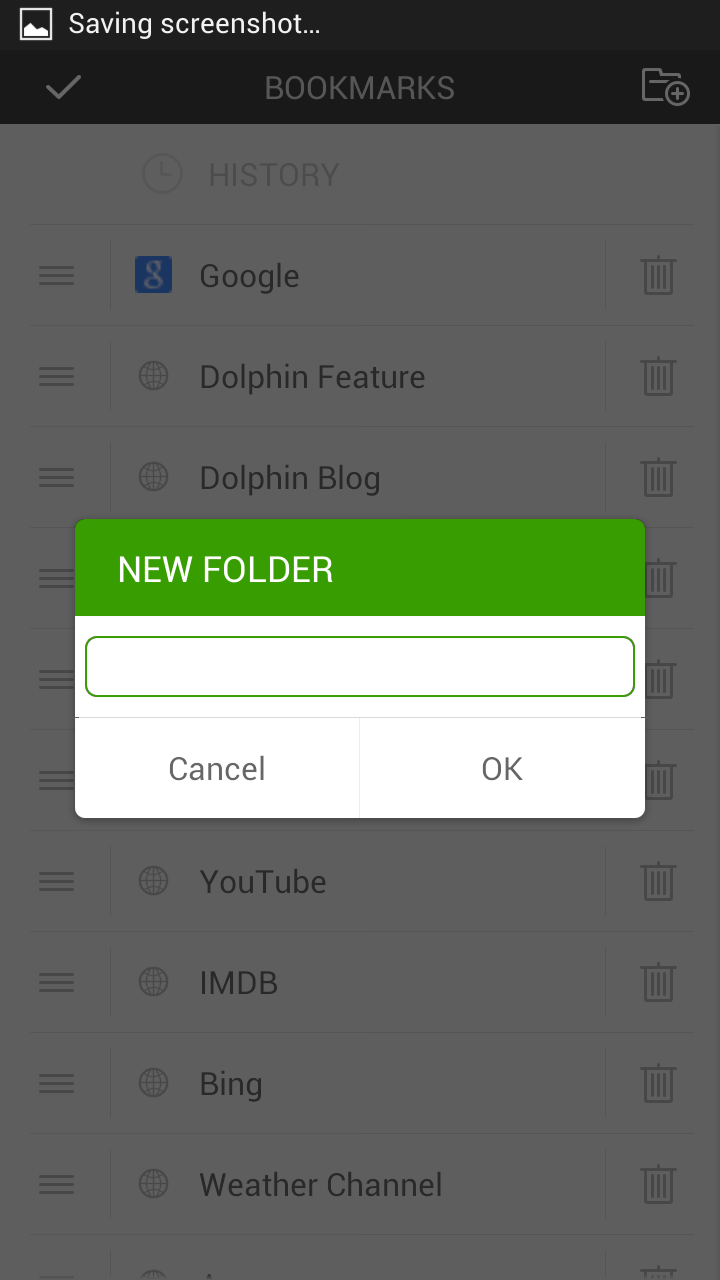 Saving screenshot...
BOOKMARKS
HISTORY
Google
Dolphin Feature
Dolphin Blog
NEW FOLDER
Cancel OK
YouTube
IMDB
Bing
Weather Channel